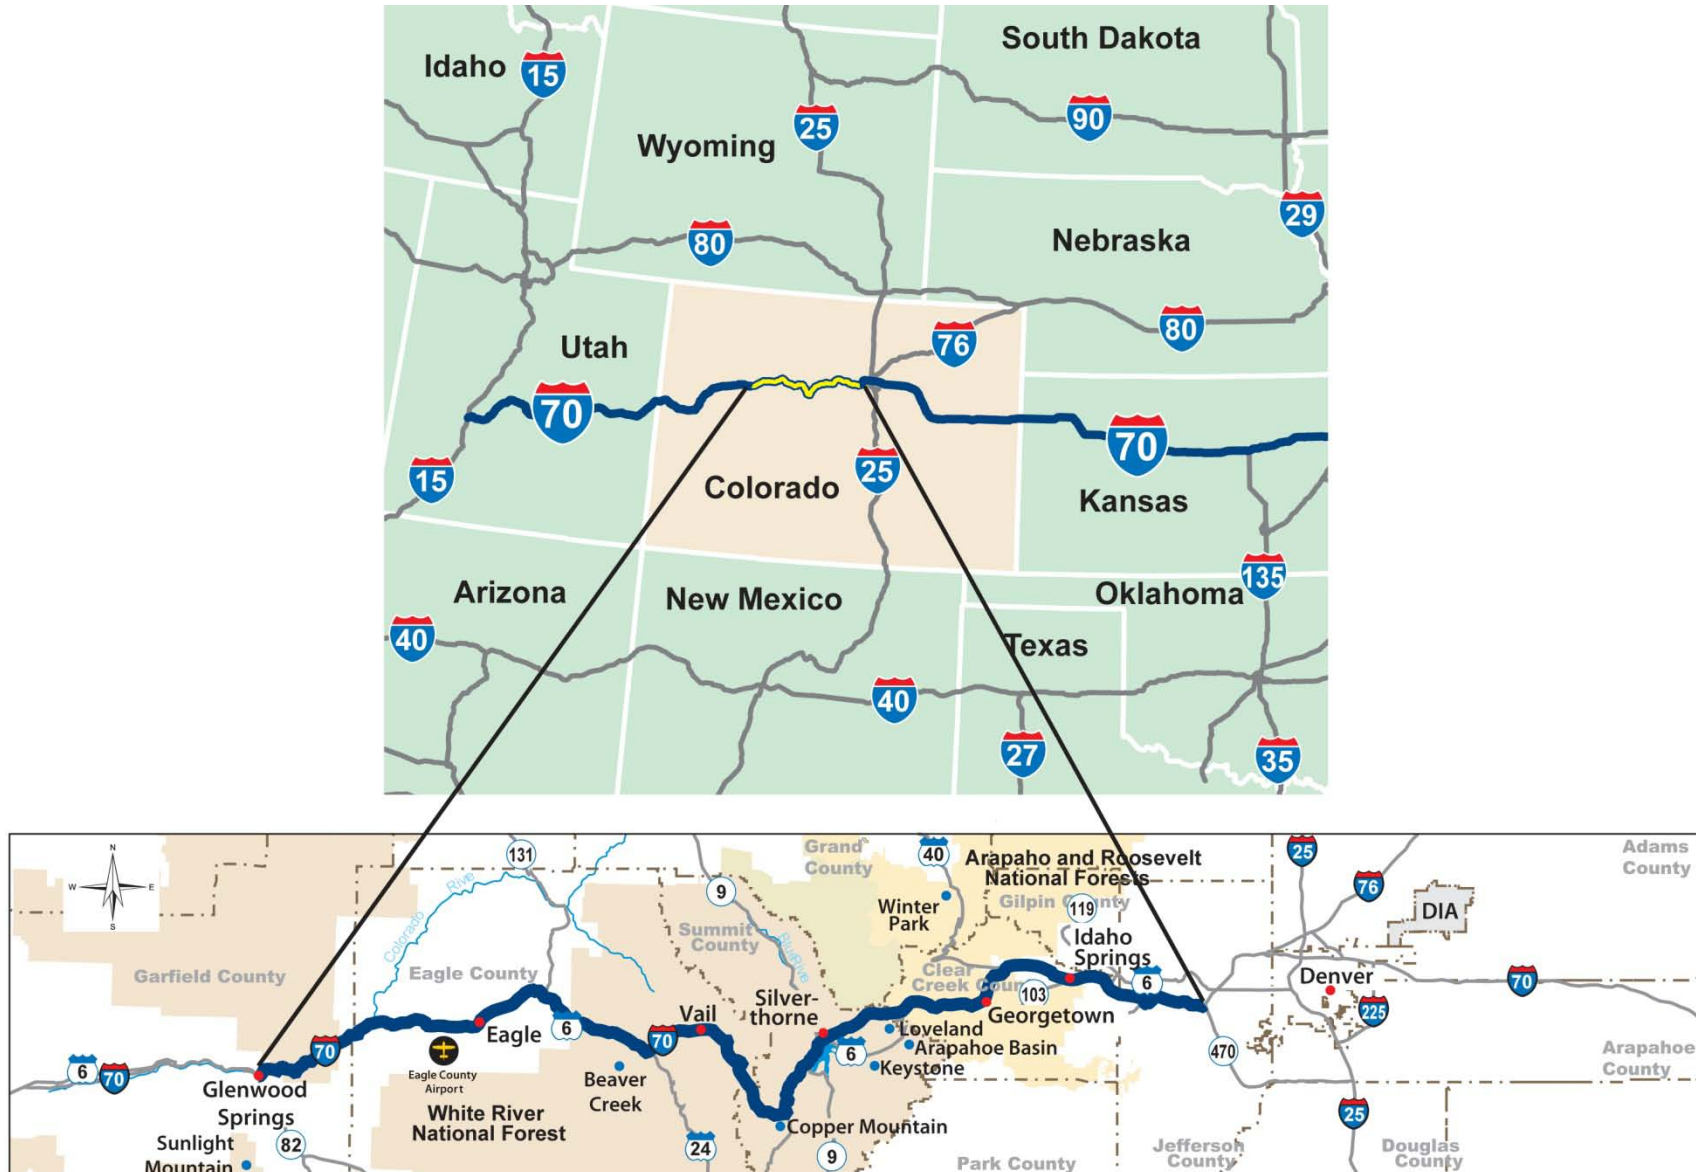 South Dakota
Idaho
15
90
25
Wyoming
29
80
Nebraska
80
76
Utah
70
70
25
15
Colorado
Kansas
135
Arizona
New Mexico
Oklahoma
40
Texas
40
27
35
N
W
E
S
131
Grand
County
40
Arapaho and Roosevelt
National Forests
Gilpin County
25
Adams
County
76
9
Winter
Park
119
DIA
Colorado
River
Summit
County
Blue River
Idaho
Springs
Garfield County
Eagle County
Clear
Creek County
103
6
Denver
70
Silver-
thorne
Vail
Georgetown
225
Eagle
6
70
Loveland
6
Arapahoe Basin
470
Arapahoe
County
70
6
70
Eagle County
Airport
Keystone
Glenwood
Springs
Beaver
Creek
White River
National Forest
Copper Mountain
25
Sunlight
Mountain
82
24
9
Park County
Jefferson
County
Douglas
County